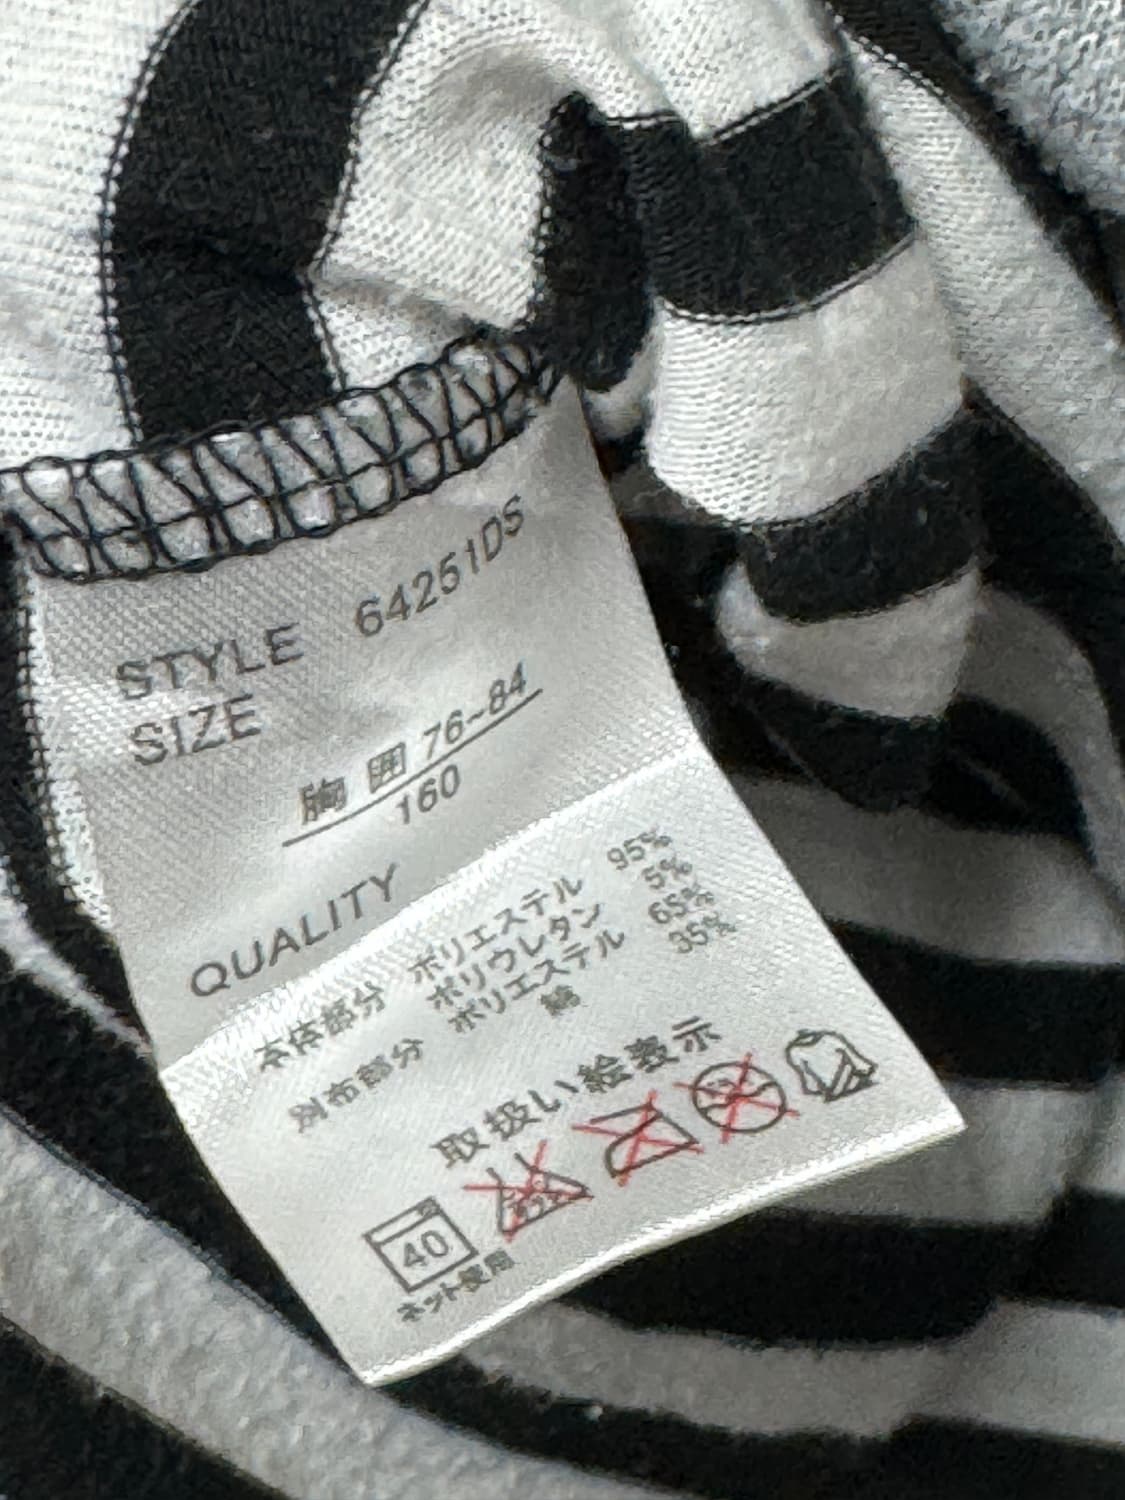 STYLE 64251DS
SIZE
胸囲 76~84
160
QUALITY
本体部分 ポリエステル 95%
ポリウレタン 5%
別布部分 ポリエステル 65%
綿 35%
取扱い絵表示
40
ネット使用